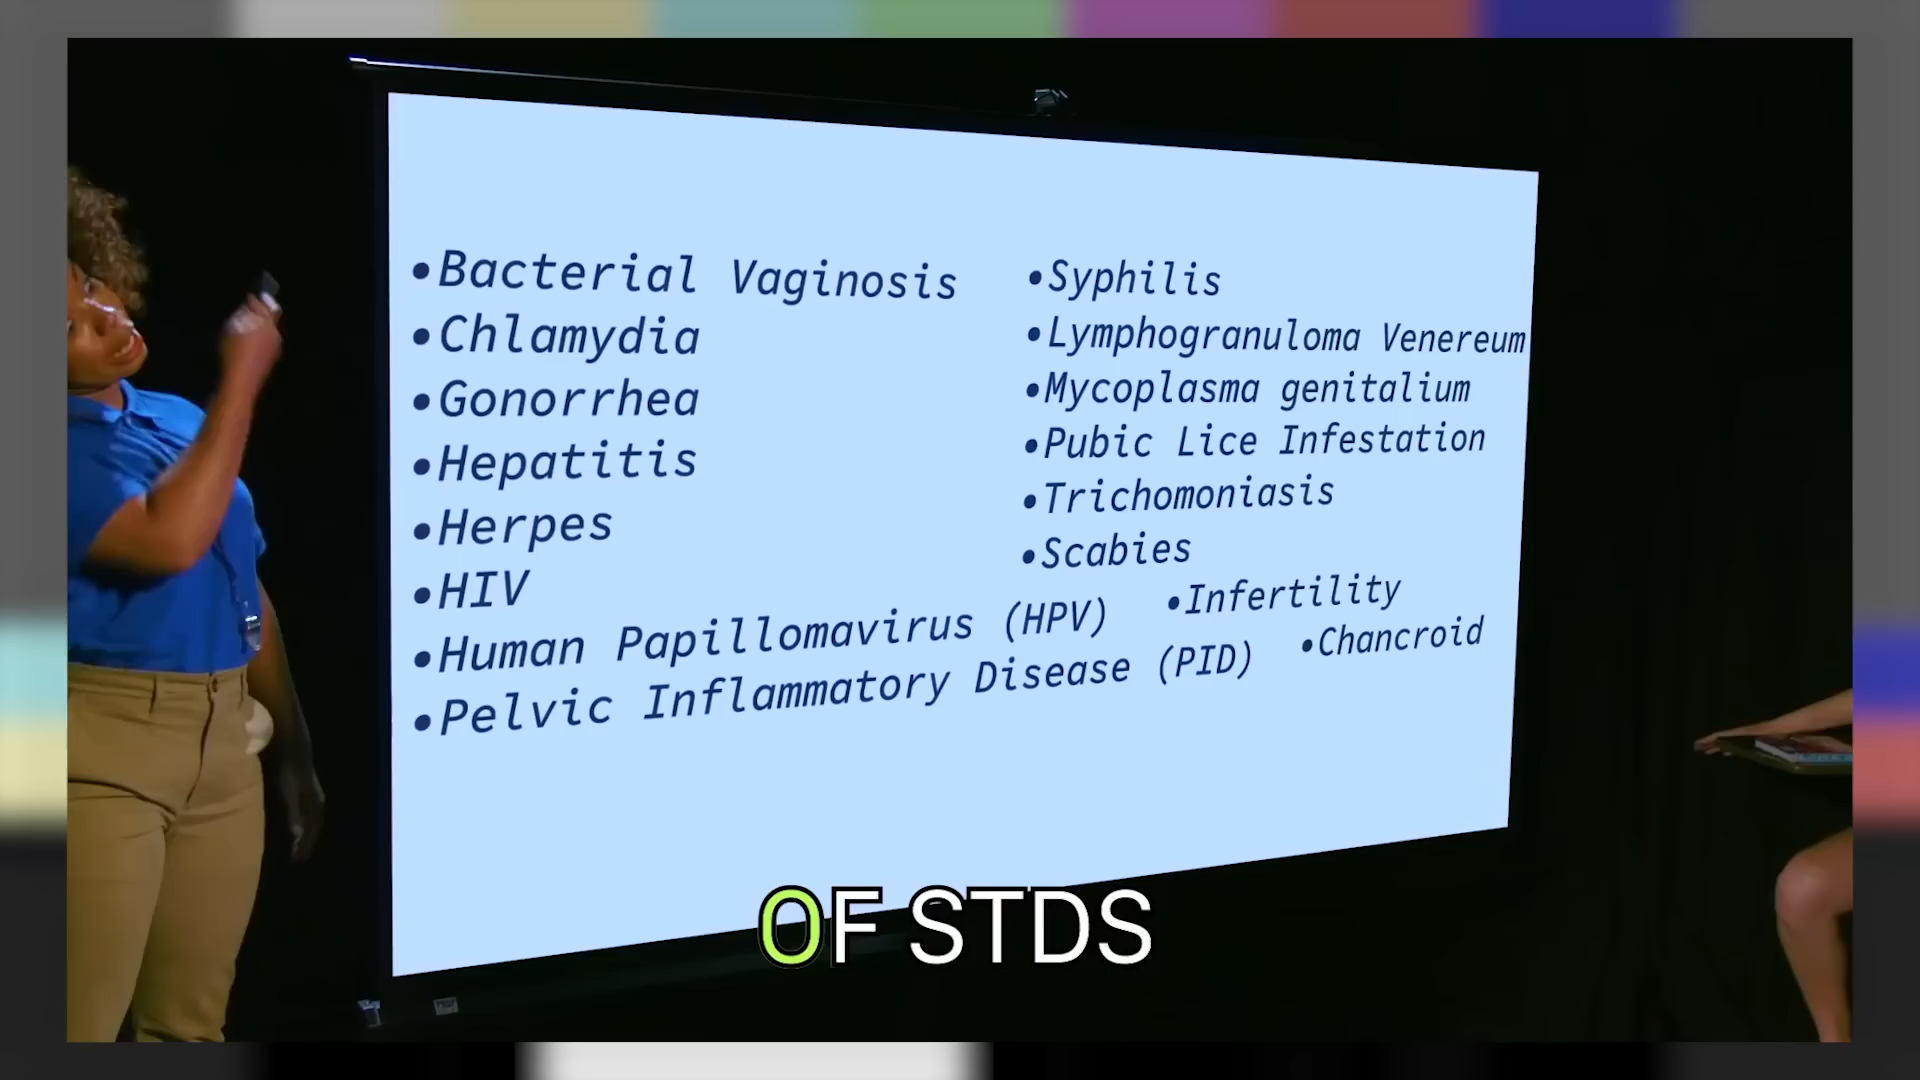 •Bacterial Vaginosis
•Chlamydia
•Gonorrhea
•Hepatitis
•Herpes
•HIV
•Human Papillomavirus (HPV)
•Pelvic Inflammatory Disease (PID)
•Syphilis
•Lymphogranuloma Venereum
•Mycoplasma genitalium
•Pubic Lice Infestation
•Trichomoniasis
•Scabies
•Infertility
•Chancroid
OF STDS